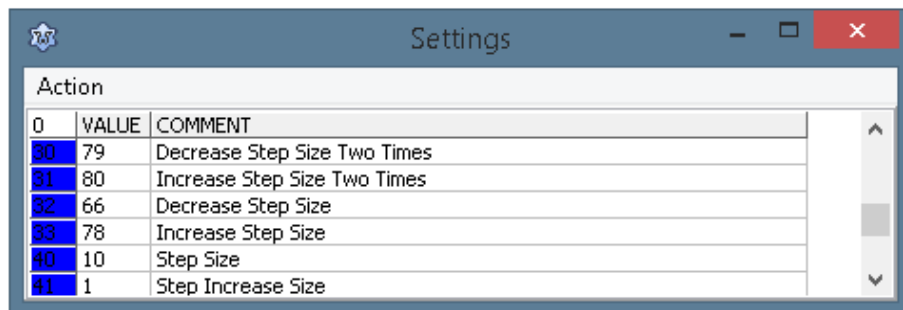 Settings
Action
0 VALUE COMMENT
30 79 Decrease Step Size Two Times
31 80 Increase Step Size Two Times
32 66 Decrease Step Size
33 78 Increase Step Size
40 10 Step Size
41 1 Step Increase Size